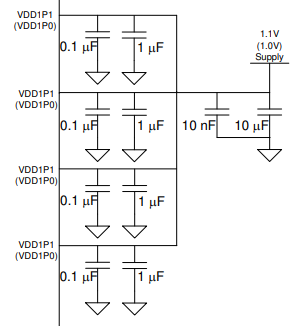 VDD1P1
(VDD1P0)
0.1 µF
1 µF
1.1V
(1.0V)
Supply
VDD1P1
(VDD1P0)
0.1 µF
1 µF
10 nF
10 µF
VDD1P1
(VDD1P0)
0.1 µF
1 µF
VDD1P1
(VDD1P0)
0.1 µF
1 µF